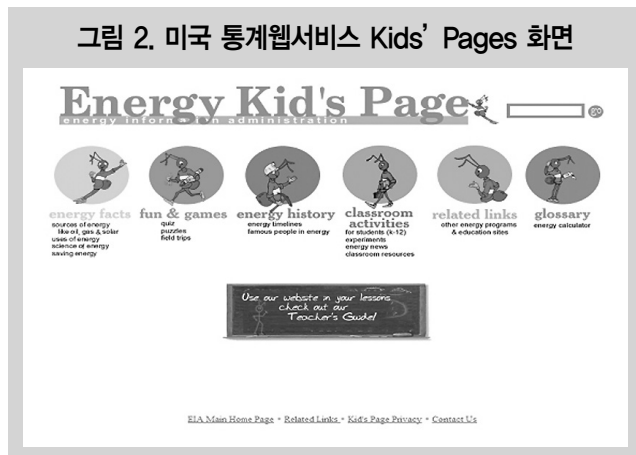 그림 2. 미국 통계웹서비스 Kids’ Pages 화면
Energy Kid's Page
energy information administration
go
energy facts
sources of energy
like oil, gas & solar
uses of energy
science of energy
saving energy
fun & games
quiz
puzzles
field trips
energy history
energy timelines
famous people in energy
classroom
activities
for students (k-12)
experiments
energy news
classroom resources
related links
other energy programs
& education sites
glossary
energy calculator
Use our website in your lessons
check out our
Teacher's Guide!
EIA Main Home Page * Related Links * Kid's Page Privacy * Contact Us